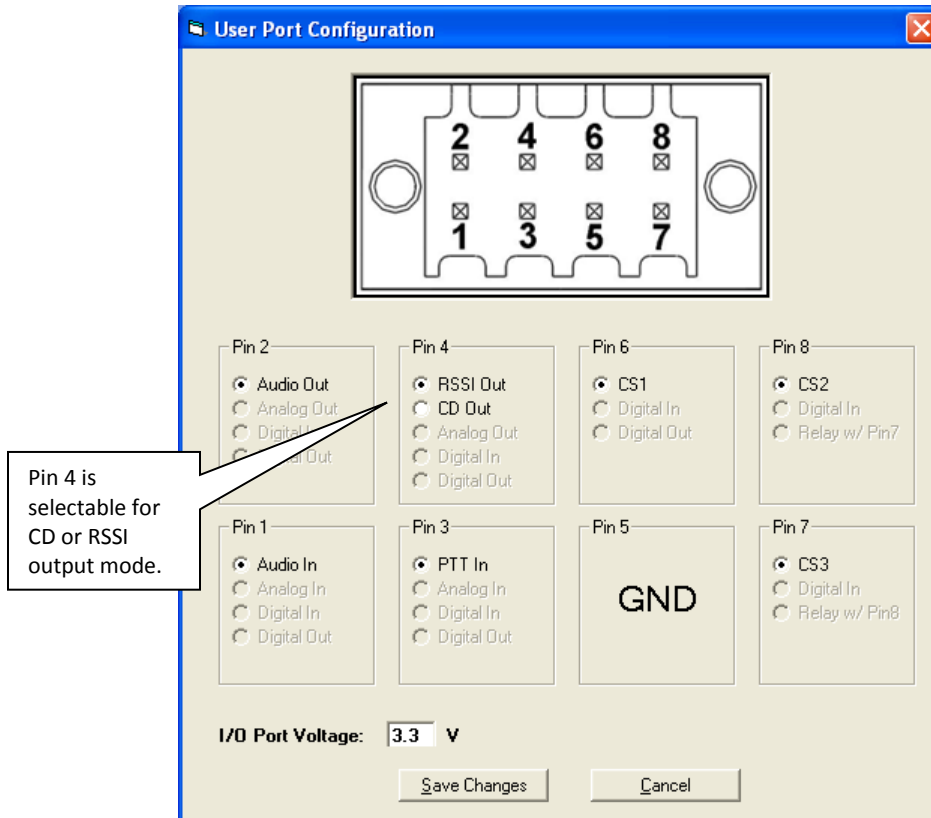 User Port Configuration
2 4 6 8
1 3 5 7
Pin 2
Audio Out
Analog Out
Digital In
Out
Pin 4
RSSI Out
CD Out
Analog Out
Digital In
Digital Out
Pin 6
CS1
Digital In
Digital Out
Pin 8
CS2
Digital In
Relay w/ Pin7
Pin 4 is
selectable for
CD or RSSI
output mode.
Pin 1
Audio In
Analog In
Digital In
Digital Out
Pin 3
PTT In
Analog In
Digital In
Digital Out
Pin 5
GND
Pin 7
CS3
Digital In
Relay w/ Pin8
I/O Port Voltage: 3.3 V
Save Changes Cancel